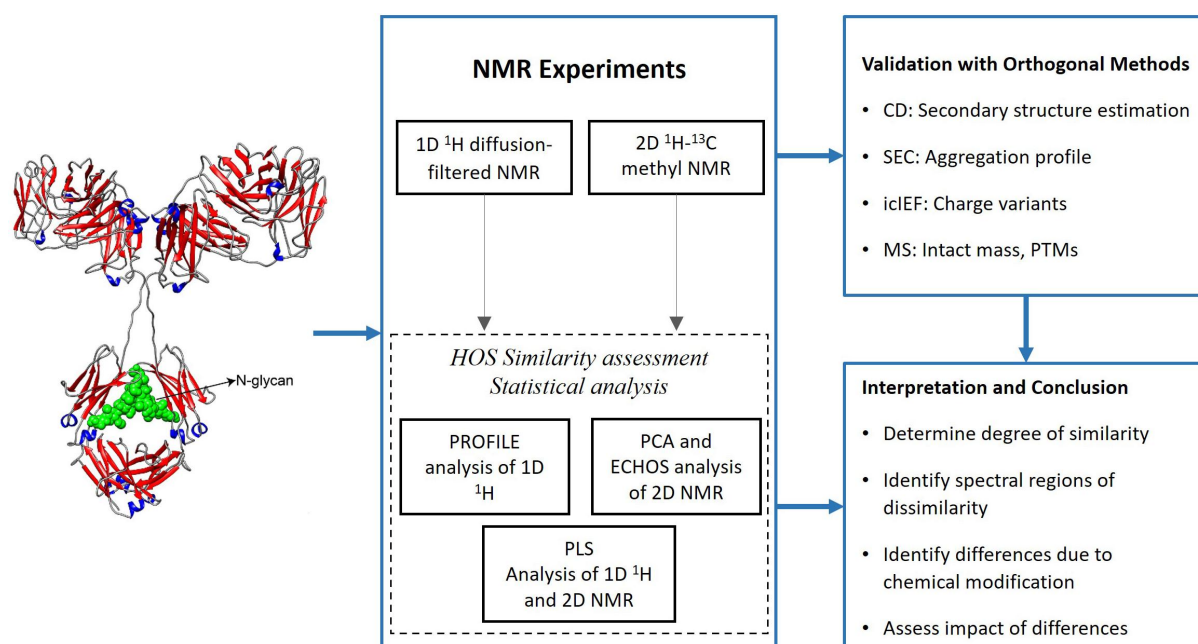 N-glycan
NMR Experiments
1D ¹H diffusion-
filtered NMR
2D ¹H-¹³C
methyl NMR
HOS Similarity assessment
Statistical analysis
PROFILE
analysis of 1D
¹H
PCA and
ECHOS analysis
of 2D NMR
PLS
Analysis of 1D ¹H
and 2D NMR
Validation with Orthogonal Methods
• CD: Secondary structure estimation
• SEC: Aggregation profile
• icIEF: Charge variants
• MS: Intact mass, PTMs
Interpretation and Conclusion
• Determine degree of similarity
• Identify spectral regions of
dissimilarity
• Identify differences due to
chemical modification
• Assess impact of differences